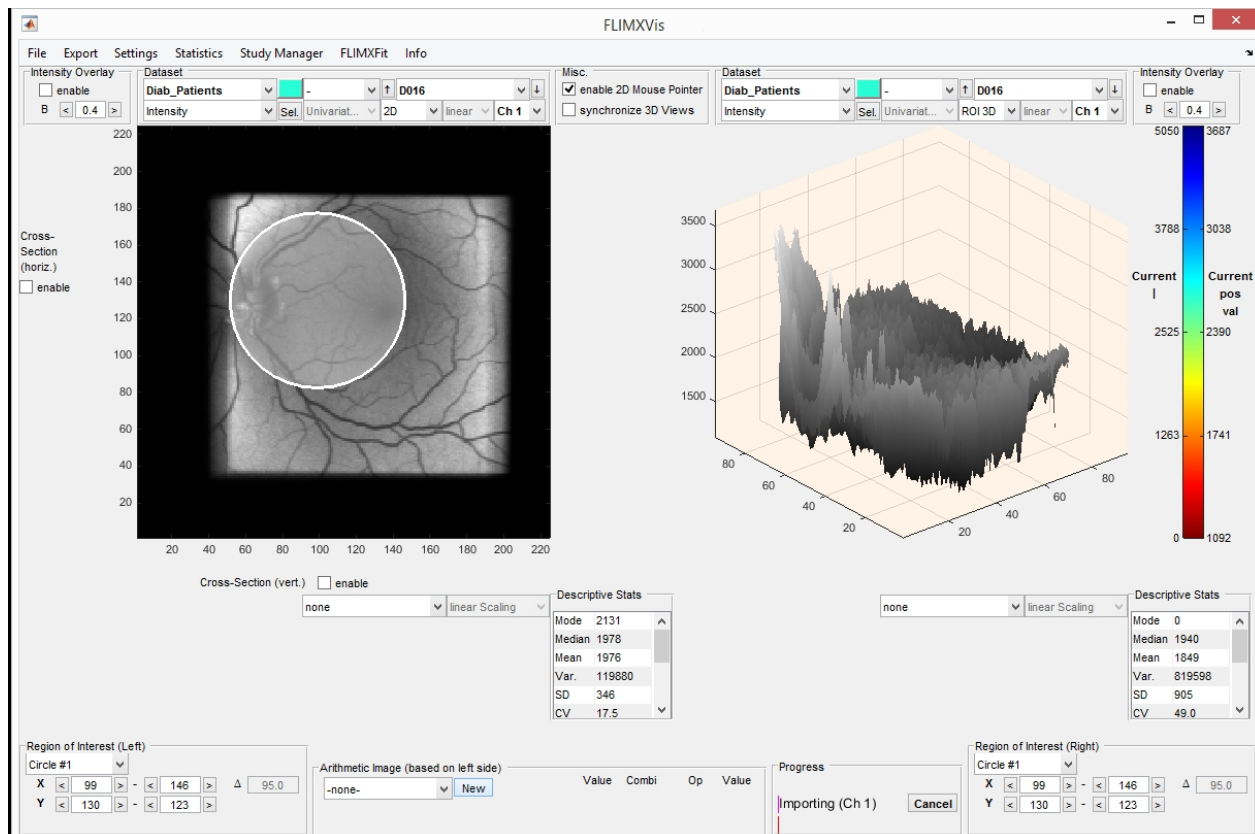 FLIMXVis
File Export Settings Statistics Study Manager FLIMXFit Info
Intensity Overlay
enable
B < 0.4 >
Dataset
Diab_Patients - D016
Intensity Sel. Univariat... 2D linear Ch 1
Misc.
enable 2D Mouse Pointer
synchronize 3D Views
Dataset
Diab_Patients - D016
Intensity Sel. Univariat... ROI 3D linear Ch 1
Intensity Overlay
enable
B < 0.4 >
220
200
180
160
140
120
100
80
60
40
20
20 40 60 80 100 120 140 160 180 200 220
Cross-
Section
(horiz.)
enable
Cross-Section (vert.) enable
3500
3000
2500
2000
1500
80
60
40
20
20
40
60
80
5050 3687
3788 3038
Current Current
| pos
val
2525 2390
1263 1741
0 1092
none linear Scaling
Descriptive Stats
Mode 2131
Median 1978
Mean 1976
Var. 119880
SD 346
CV 17.5
none linear Scaling
Descriptive Stats
Mode 0
Median 1940
Mean 1849
Var. 819598
SD 905
CV 49.0
Region of Interest (Left)
Circle #1
X < 99 > - < 146 > Δ 95.0
Y < 130 > - < 123 >
Arithmetic Image (based on left side)
-none- New
Value Combi Op Value
Progress
Importing (Ch 1) Cancel
Region of Interest (Right)
Circle #1
X < 99 > - < 146 > Δ 95.0
Y < 130 > - < 123 >